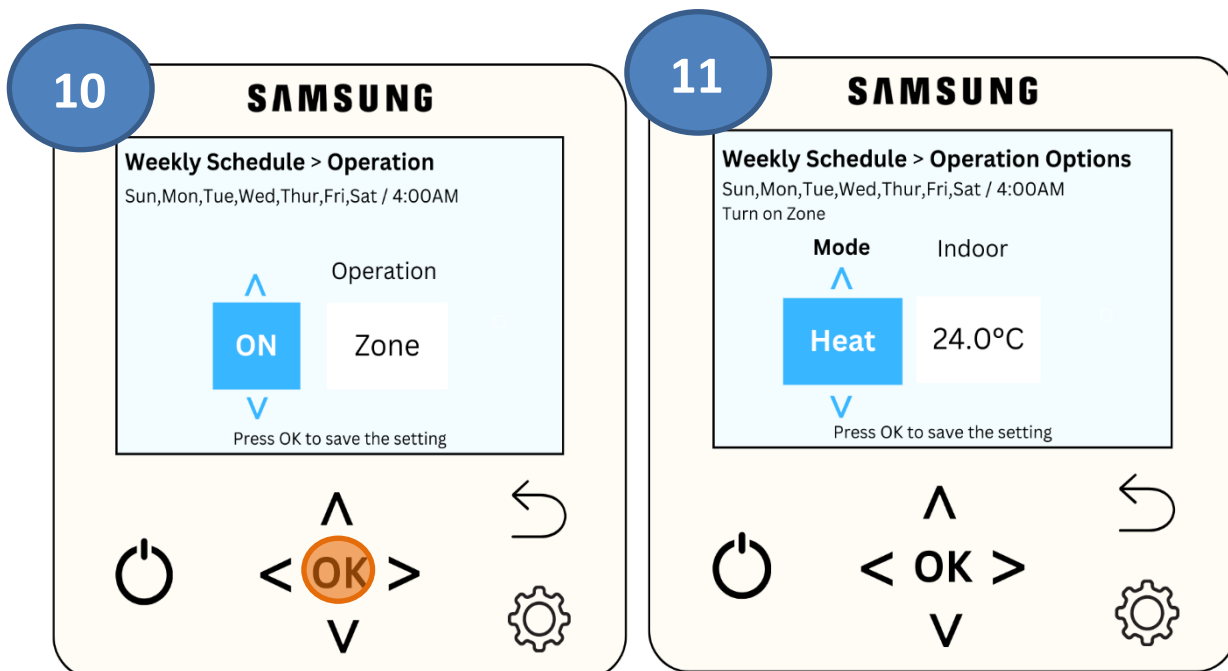 10
SAMSUNG
Weekly Schedule > Operation
Sun,Mon,Tue,Wed,Thur,Fri,Sat / 4:00AM
Operation
ON
Zone
Press OK to save the setting
< OK >
11
SAMSUNG
Weekly Schedule > Operation Options
Sun,Mon,Tue,Wed,Thur,Fri,Sat / 4:00AM
Turn on Zone
Mode Indoor
Heat 24.0°C
Press OK to save the setting
< OK >